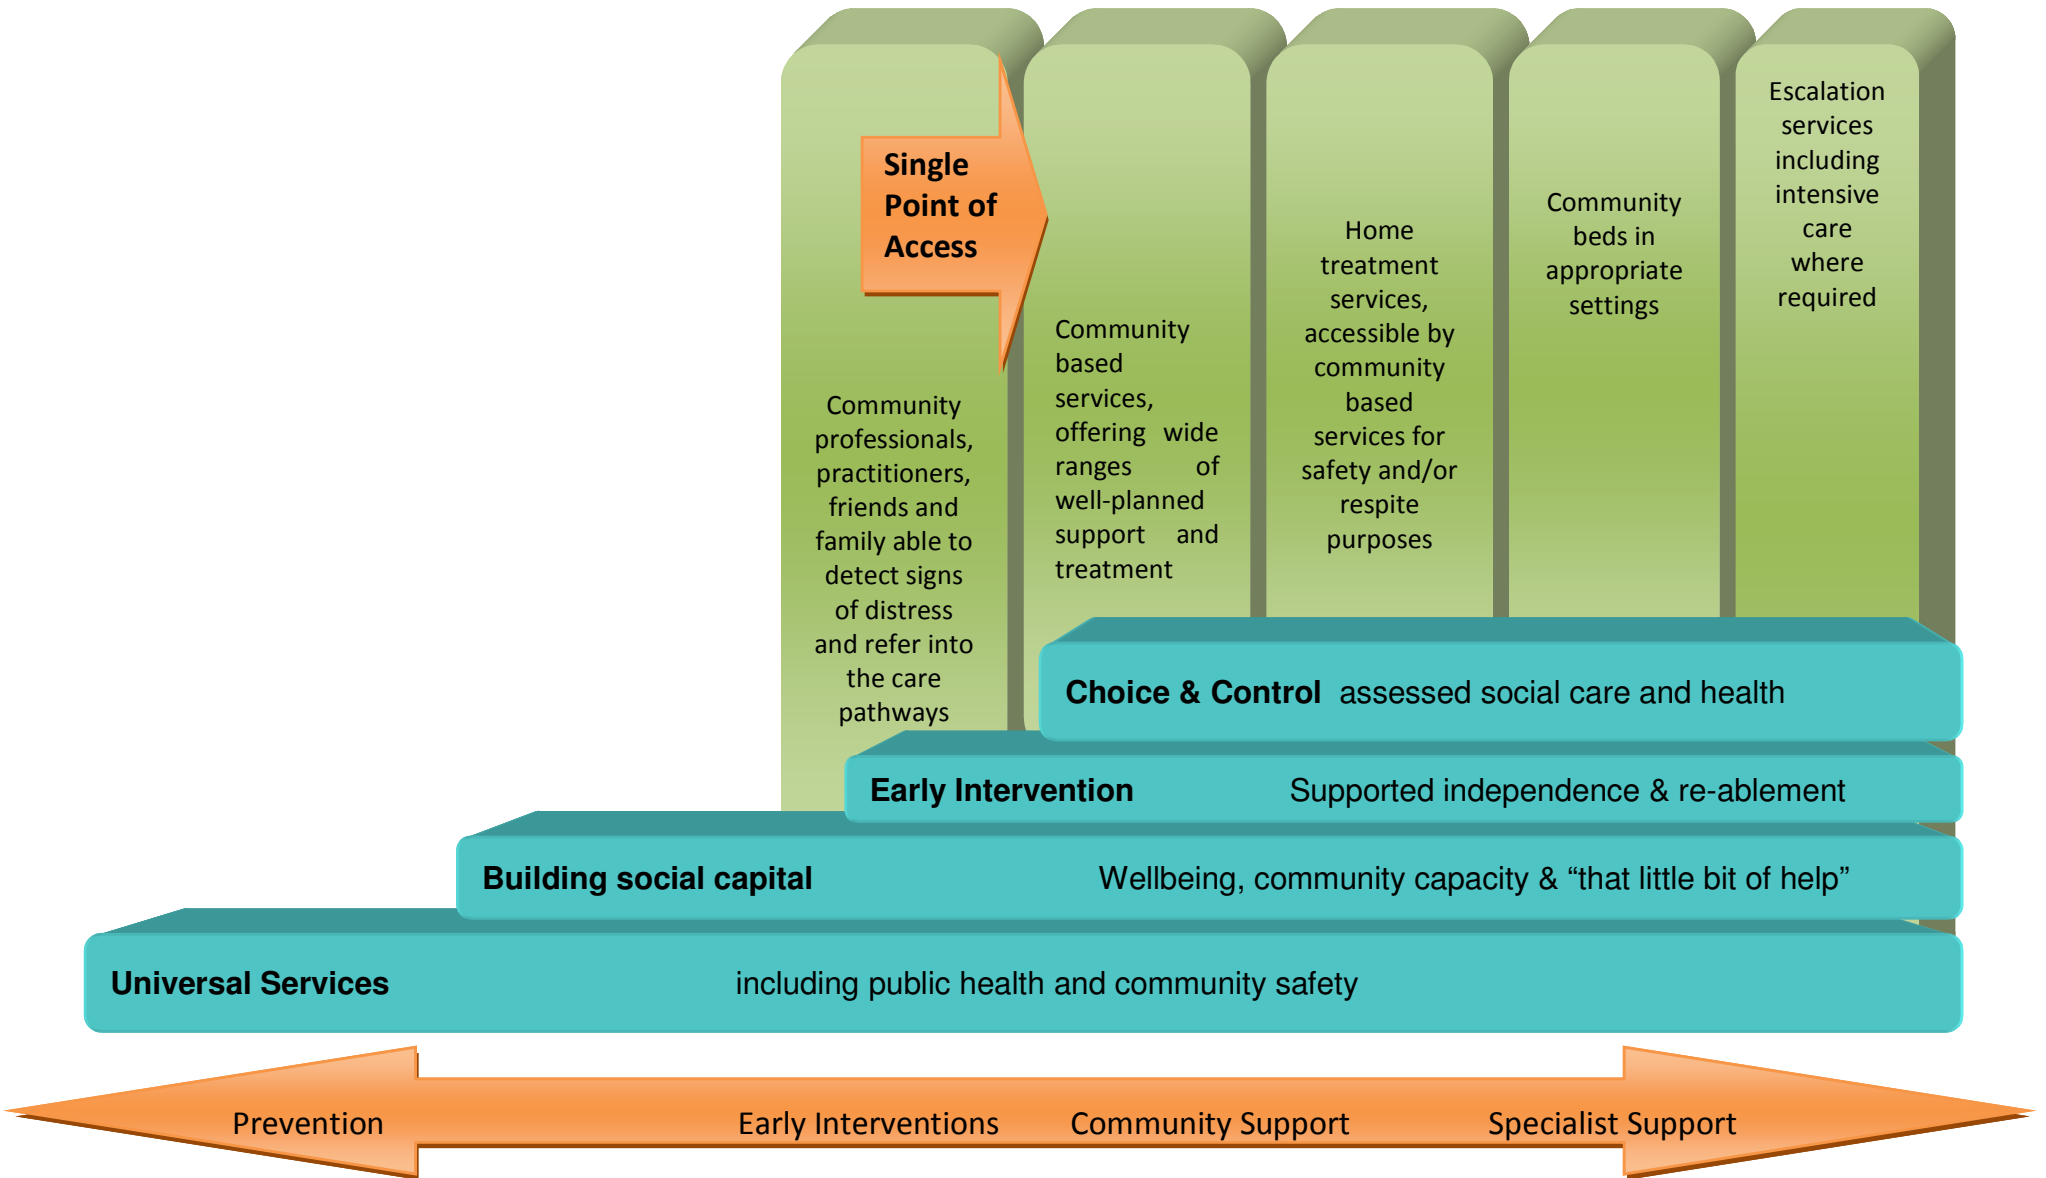 Single
Point of
Access
Community
professionals,
practitioners,
friends and
family able to
detect signs
of distress
and refer into
the care
pathways
Community
based
services,
offering wide
ranges of
well-planned
support and
treatment
Home
treatment
services,
accessible by
community
based
services for
safety and/or
respite
purposes
Community
beds in
appropriate
settings
Escalation
services
including
intensive
care
where
required
Choice & Control assessed social care and health
Early Intervention Supported independence & re-ablement
Building social capital Wellbeing, community capacity & “that little bit of help”
Universal Services including public health and community safety
Prevention Early Interventions Community Support Specialist Support